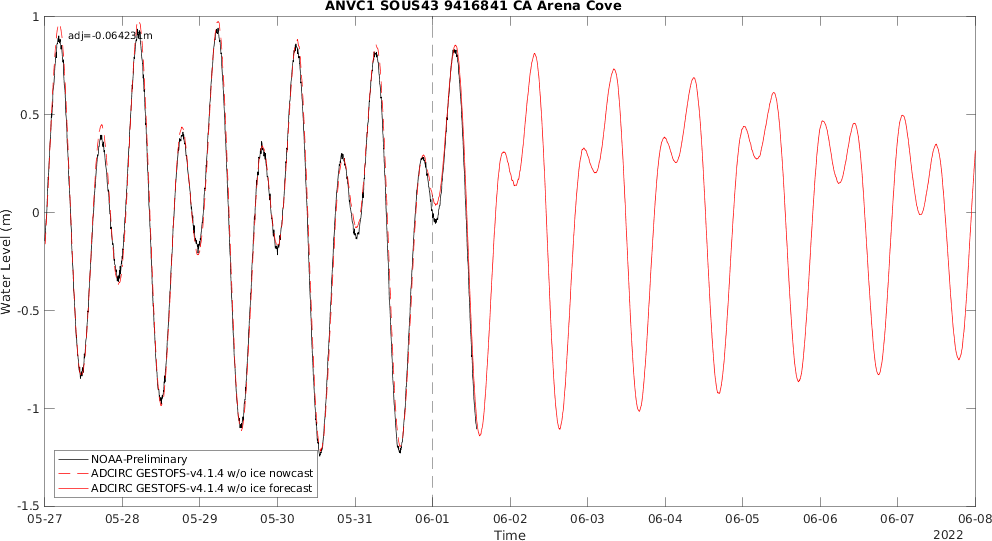 ANVC1 SOUS43 9416841 CA Arena Cove
adj=-0.06423 m
Water Level (m)
1
0.5
0
-0.5
-1
-1.5
NOAA-Preliminary
ADCIRC GESTOFS-v4.1.4 w/o ice nowcast
ADCIRC GESTOFS-v4.1.4 w/o ice forecast
05-27 05-28 05-29 05-30 05-31 06-01 06-02 06-03 06-04 06-05 06-06 06-07 06-08
Time
2022